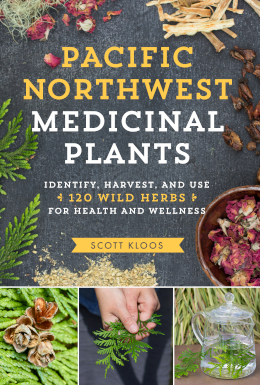 PACIFIC
NORTHWEST
MEDICINAL
PLANTS
IDENTIFY, HARVEST, AND USE
120 WILD HERBS
FOR HEALTH AND WELLNESS
SCOTT KLOOS